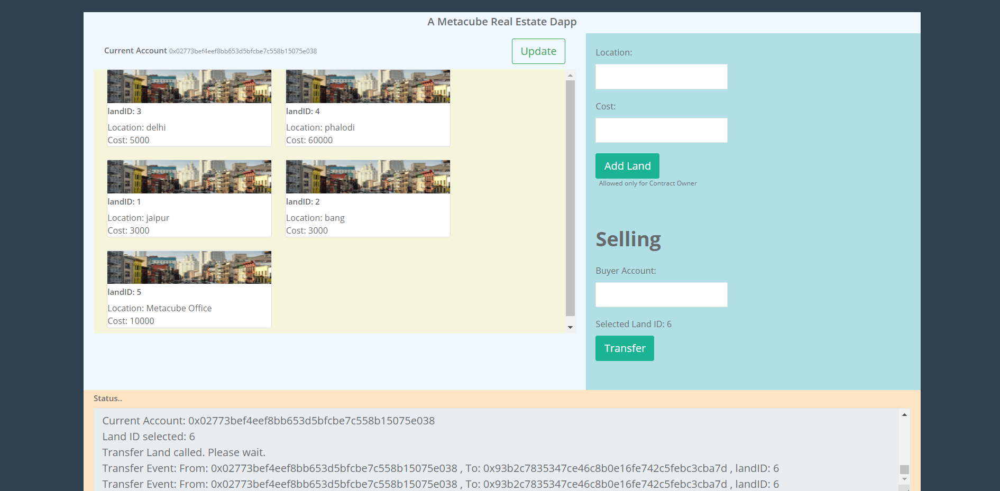 A Metacube Real Estate Dapp
Current Account 0x02773bef4eef8bb653d5bfcbe7c558b15075e038
Update
landID: 3
Location: delhi
Cost: 5000
landID: 4
Location: phalodi
Cost: 60000
landID: 1
Location: jaipur
Cost: 3000
landID: 2
Location: bang
Cost: 3000
landID: 5
Location: Metacube Office
Cost: 10000
Location:
Cost:
Add Land
Allowed only for Contract Owner
Selling
Buyer Account:
Selected Land ID: 6
Transfer
Status..
Current Account: 0x02773bef4eef8bb653d5bfcbe7c558b15075e038
Land ID selected: 6
Transfer Land called. Please wait.
Transfer Event: From: 0x02773bef4eef8bb653d5bfcbe7c558b15075e038 , To: 0x93b2c7835347ce46c8b0e16fe742c5febc3cba7d , landID: 6
Transfer Event: From: 0x02773bef4eef8bb653d5bfcbe7c558b15075e038 , To: 0x93b2c7835347ce46c8b0e16fe742c5febc3cba7d , landID: 6